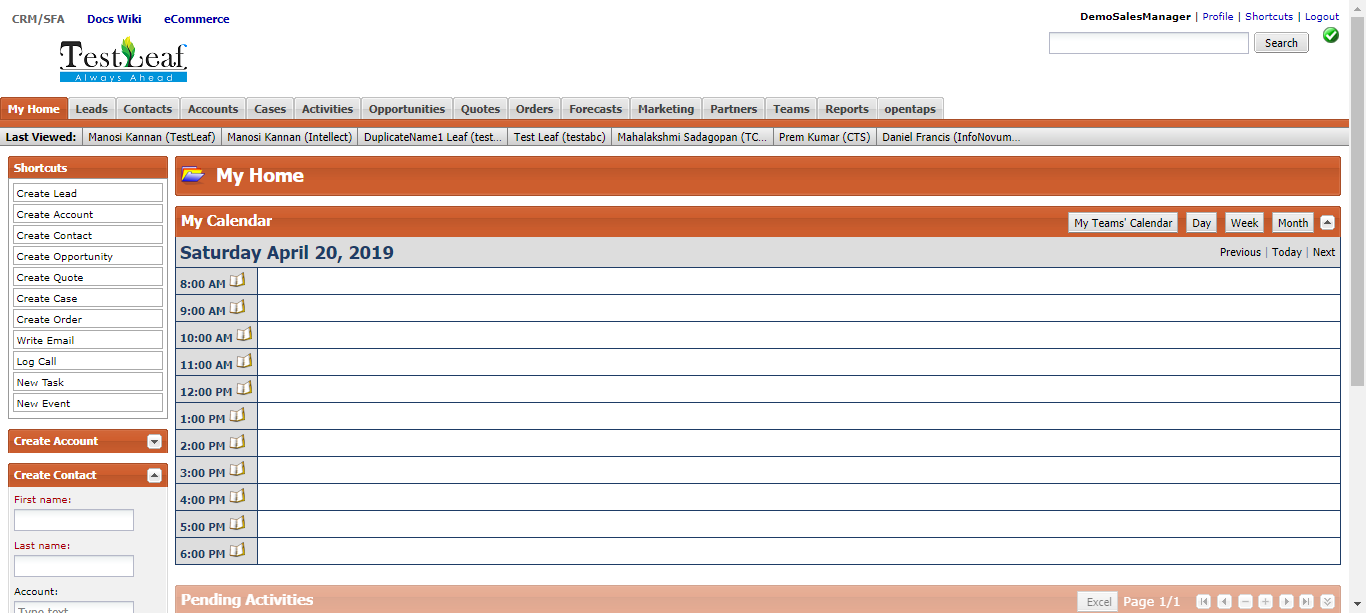 CRM/SFA Docs Wiki eCommerce
DemoSalesManager | Profile | Shortcuts | Logout
Search
TestLeaf
Always Ahead
My Home Leads Contacts Accounts Cases Activities Opportunities Quotes Orders Forecasts Marketing Partners Teams Reports opentaps
Last Viewed: Manosi Kannan (TestLeaf) Manosi Kannan (Intellect) DuplicateName1 Leaf (test... Test Leaf (testabc) Mahalakshmi Sadagopan (TC... Prem Kumar (CTS) Daniel Francis (InfoNovum...
Shortcuts
Create Lead
Create Account
Create Contact
Create Opportunity
Create Quote
Create Case
Create Order
Write Email
Log Call
New Task
New Event
Create Account
Create Contact
First name:
Last name:
Account:
Type text
My Home
My Calendar
My Teams' Calendar Day Week Month
Saturday April 20, 2019
Previous | Today | Next
8:00 AM
9:00 AM
10:00 AM
11:00 AM
12:00 PM
1:00 PM
2:00 PM
3:00 PM
4:00 PM
5:00 PM
6:00 PM
Pending Activities
Excel Page 1/1